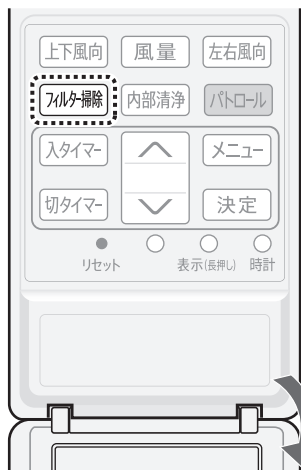 上下風向 風量 左右風向
フィルター掃除 内部清浄 パトロール
入タイマー メニュー
切タイマー 決定
リセット 表示(長押し) 時計